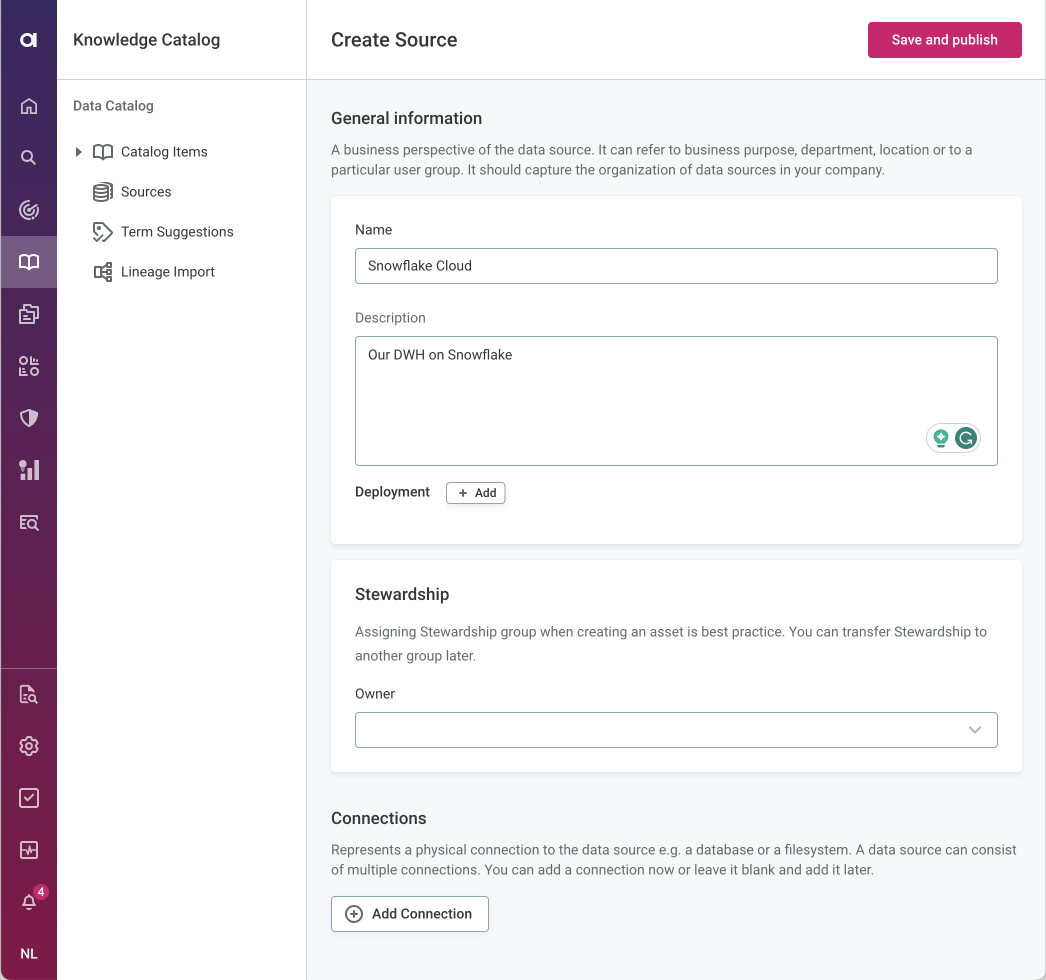 Knowledge Catalog
Create Source
Save and publish
Data Catalog
Catalog Items
Sources
Term Suggestions
Lineage Import
General information
A business perspective of the data source. It can refer to business purpose, department, location or to a
particular user group. It should capture the organization of data sources in your company.
Name
Snowflake Cloud
Description
Our DWH on Snowflake
Deployment
+ Add
Stewardship
Assigning Stewardship group when creating an asset is best practice. You can transfer Stewardship to
another group later.
Owner
Connections
Represents a physical connection to the data source e.g. a database or a filesystem. A data source can consist
of multiple connections. You can add a connection now or leave it blank and add it later.
Add Connection
4
NL